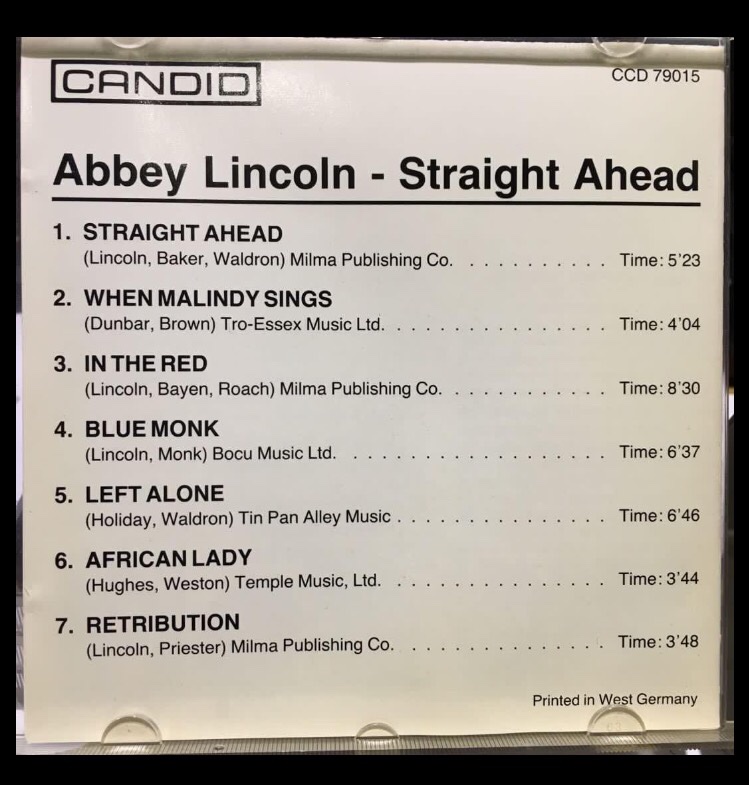 CANDID
CCD 79015
Abbey Lincoln - Straight Ahead
1. STRAIGHT AHEAD
(Lincoln, Baker, Waldron) Milma Publishing Co. . . . . . . . . . . . Time: 5'23
2. WHEN MALINDY SINGS
(Dunbar, Brown) Tro-Essex Music Ltd. . . . . . . . . . . . . . . . . Time: 4'04
3. IN THE RED
(Lincoln, Bayen, Roach) Milma Publishing Co. . . . . . . . . . . . . Time: 8'30
4. BLUE MONK
(Lincoln, Monk) Bocu Music Ltd. . . . . . . . . . . . . . . . . . . . Time: 6'37
5. LEFT ALONE
(Holiday, Waldron) Tin Pan Alley Music . . . . . . . . . . . . . . . . Time: 6'46
6. AFRICAN LADY
(Hughes, Weston) Temple Music, Ltd. . . . . . . . . . . . . . . . . Time: 3'44
7. RETRIBUTION
(Lincoln, Priester) Milma Publishing Co. . . . . . . . . . . . . . . . Time: 3'48
Printed in West Germany